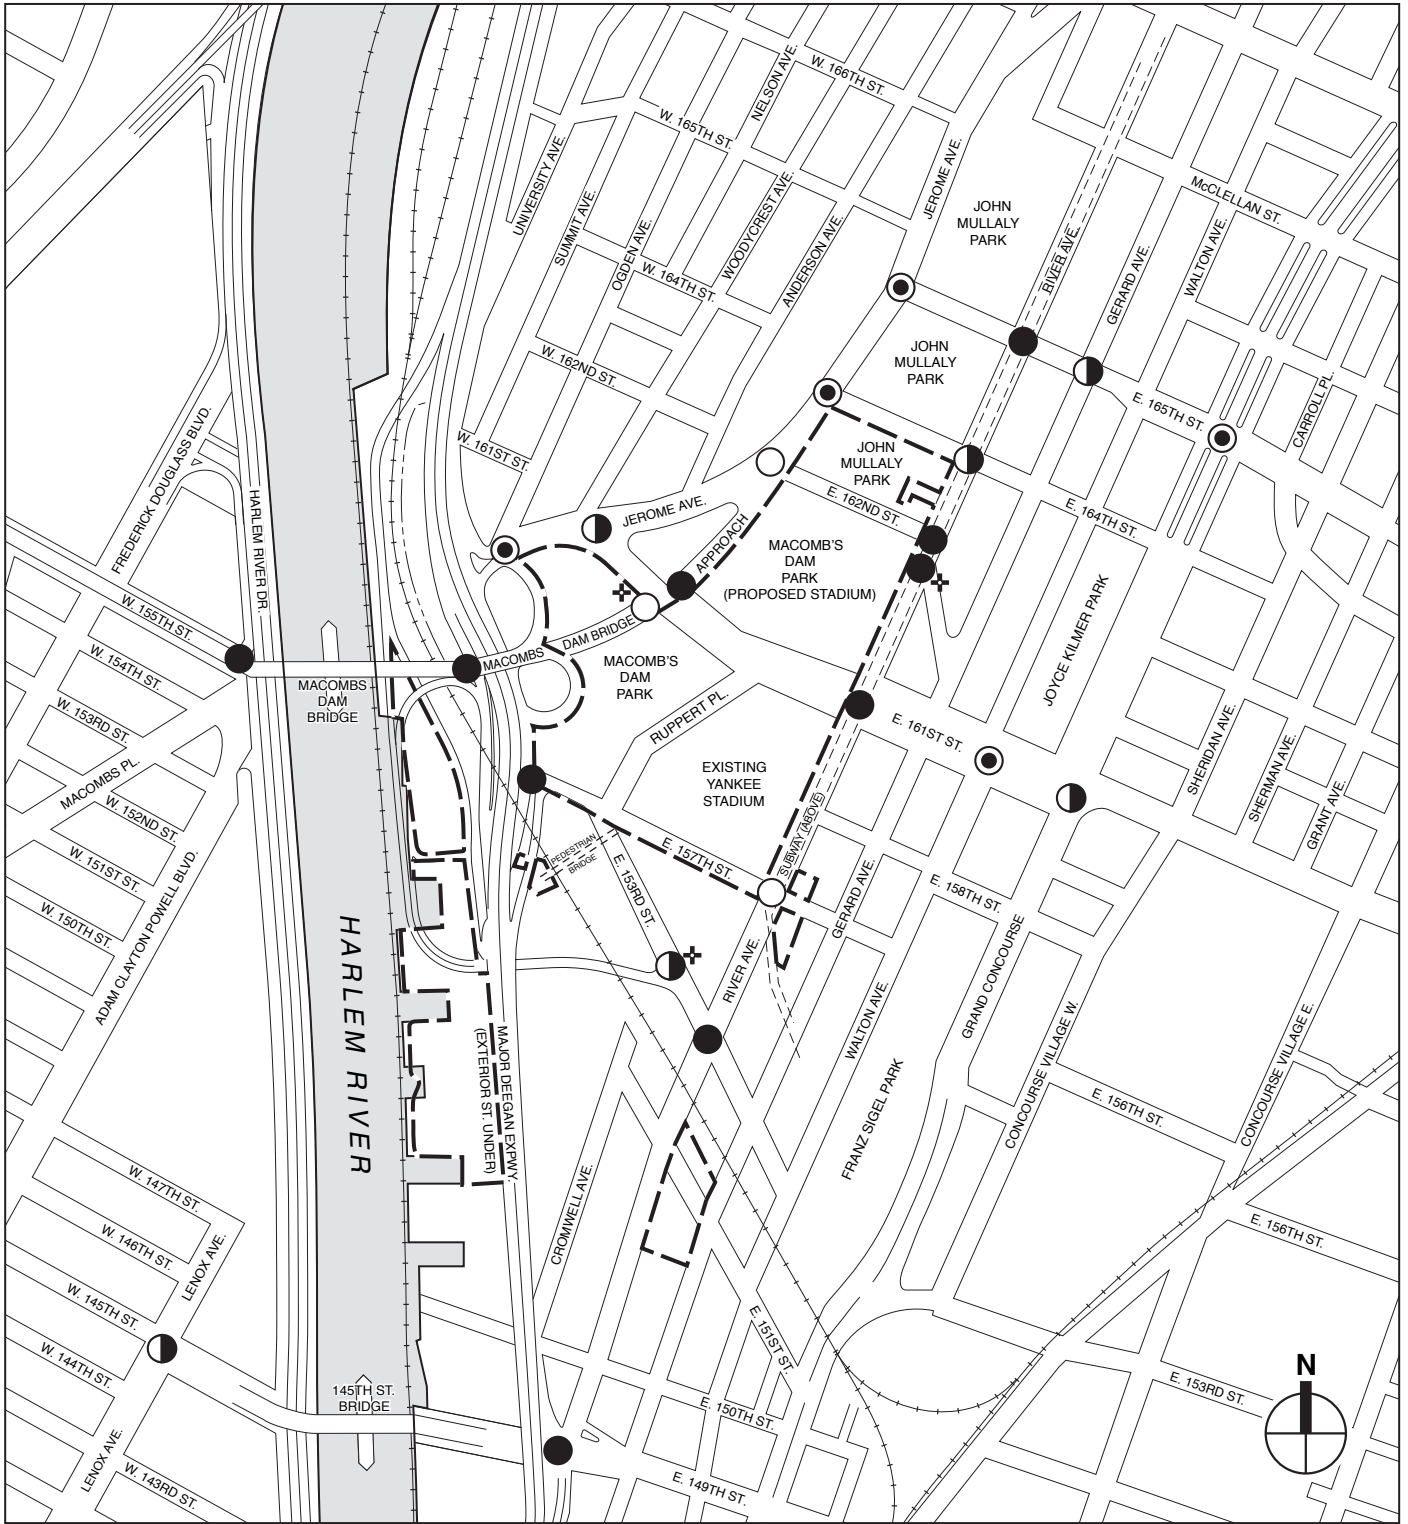 W. 166TH ST.
NELSON AVE.
W. 165TH ST.
UNIVERSITY AVE.
SUMMIT AVE.
OGDEN AVE.
WOODYCREST AVE.
ANDERSON AVE.
JEROME AVE.
JOHN
MULLALY
PARK
McCLELLAN ST.
RIVER AVE.
GERARD AVE.
WALTON AVE.
W. 164TH ST.
W. 162ND ST.
JOHN
MULLALY
PARK
E. 165TH ST.
CARROLL PL.
W. 161ST ST.
JOHN
MULLALY
PARK
E. 162ND ST.
E. 164TH ST.
FREDERICK DOUGLASS BLVD.
HARLEM RIVER DR.
JEROME AVE.
APPROACH
MACOMB'S
DAM
PARK
(PROPOSED STADIUM)
JOYCE KILMER PARK
W. 155TH ST.
W. 154TH ST.
W. 153RD ST.
MACOMBS PL.
W. 152ND ST.
W. 151ST ST.
W. 150TH ST.
ADAM CLAYTON POWELL BLVD.
MACOMBS
DAM
BRIDGE
MACOMBS
DAM BRIDGE
MACOMB'S
DAM
PARK
RUPPERT PL.
E. 161ST ST.
EXISTING
YANKEE
STADIUM
SUBWAY (ABOVE)
SHERIDAN AVE.
SHERMAN AVE.
GRANT AVE.
PEDESTRIAN
BRIDGE
E. 157TH ST.
E. 153RD ST.
GERARD AVE.
E. 158TH ST.
RIVER AVE.
WALTON AVE.
GRAND CONCOURSE
HARLEM RIVER
MAJOR DEEGAN EXPWY.
(EXTERIOR ST. UNDER)
FRANZ SIGEL PARK
CONCOURSE VILLAGE W.
CONCOURSE VILLAGE E.
E. 156TH ST.
W. 147TH ST.
W. 146TH ST.
LENOX AVE.
CROMWELL AVE.
E. 156TH ST.
W. 145TH ST.
W. 144TH ST.
E. 151ST ST.
145TH ST.
BRIDGE
E. 150TH ST.
E. 153RD ST.
N
LENOX AVE.
W. 143RD ST.
E. 149TH ST.